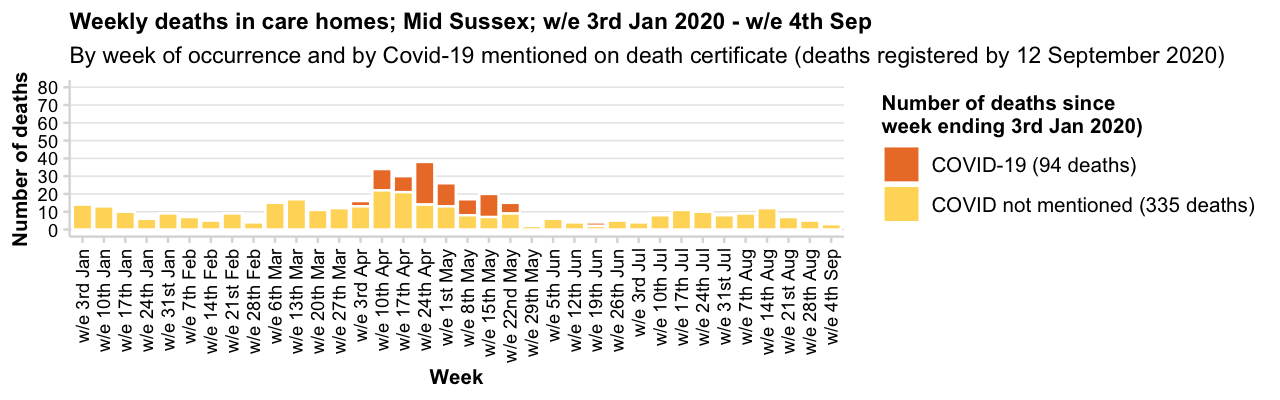 Weekly deaths in care homes; Mid Sussex; w/e 3rd Jan 2020 - w/e 4th Sep
By week of occurrence and by Covid-19 mentioned on death certificate (deaths registered by 12 September 2020)
Number of deaths
80
70
60
50
40
30
20
10
0
w/e 3rd Jan
w/e 10th Jan
w/e 17th Jan
w/e 24th Jan
w/e 31st Jan
w/e 7th Feb
w/e 14th Feb
w/e 21st Feb
w/e 28th Feb
w/e 6th Mar
w/e 13th Mar
w/e 20th Mar
w/e 27th Mar
w/e 3rd Apr
w/e 10th Apr
w/e 17th Apr
w/e 24th Apr
w/e 1st May
w/e 8th May
w/e 15th May
w/e 22nd May
w/e 29th May
w/e 5th Jun
w/e 12th Jun
w/e 19th Jun
w/e 26th Jun
w/e 3rd Jul
w/e 10th Jul
w/e 17th Jul
w/e 24th Jul
w/e 31st Jul
w/e 7th Aug
w/e 14th Aug
w/e 21st Aug
w/e 28th Aug
w/e 4th Sep
Week
Number of deaths since
week ending 3rd Jan 2020)
COVID-19 (94 deaths)
COVID not mentioned (335 deaths)